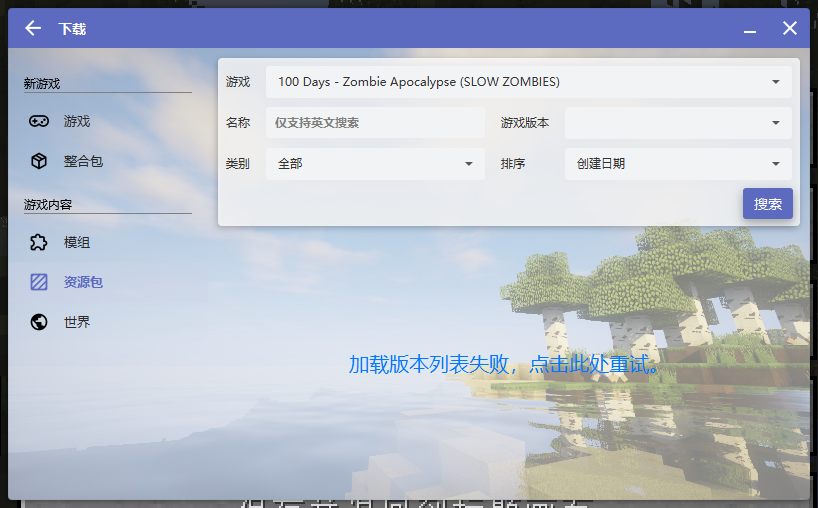 下载
新游戏
游戏
整合包
游戏内容
模组
资源包
世界
游戏 100 Days - Zombie Apocalypse (SLOW ZOMBIES)
名称 仅支持英文搜索 游戏版本
类别 全部 排序 创建日期
搜索
加载版本列表失败，点击此处重试。